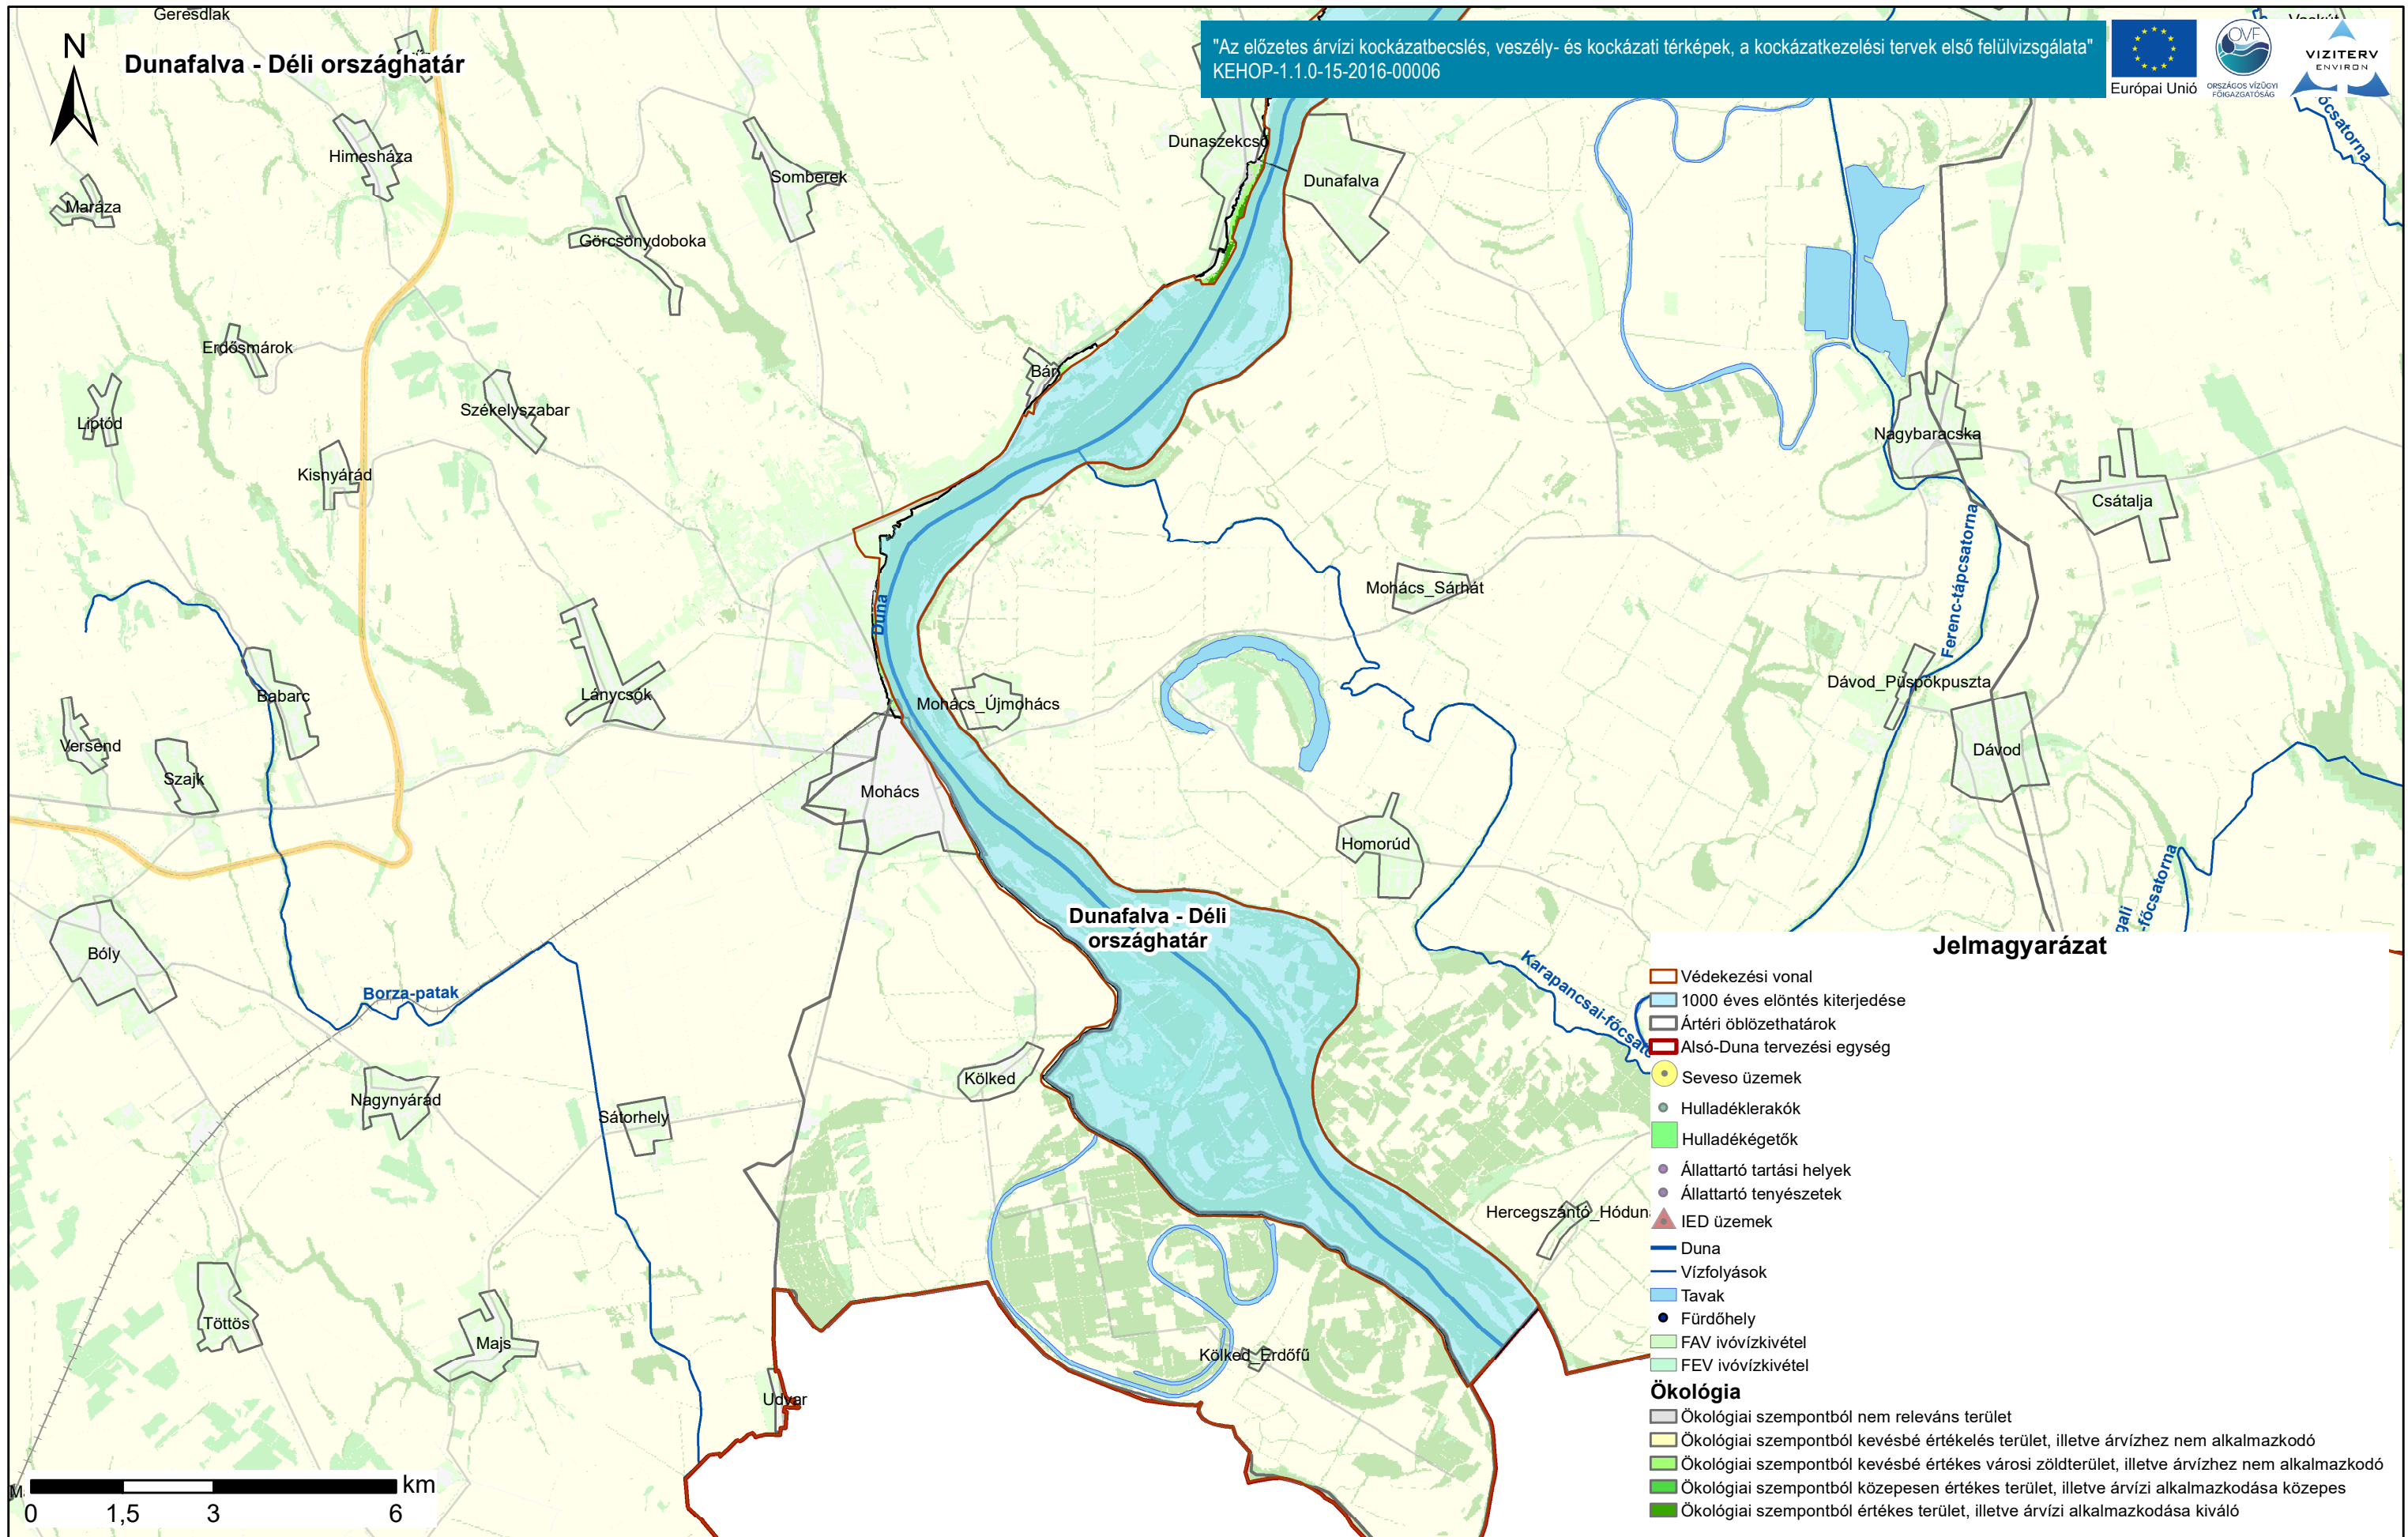 Geresdlak
N
Dunafalva - Déli országhatár
"Az előzetes árvízi kockázatbecslés, veszély- és kockázati térképek, a kockázatkezelési tervek első felülvizsgálata"
KEHOP-1.1.0-15-2016-00006
Európai Unió
OVF
ORSZÁGOS VÍZÜGYI
FŐIGAZGATÓSÁG
VIZITERV
ENVIRON
Dunaszekcső
Himesháza
Somberek
Dunafalva
Maráza
Görcsönydoboka
Erdősmárok
Bár
Székelyszabar
Liptód
Nagybaracska
Kisnyárád
Csátalja
Ferenc-tápcsatorna
Mohács_Sárhát
Duna
Babarc
Lánycsók
Mohács_Újmohács
Dávod_Püspökpuszta
Versend
Szajk
Dávod
Mohács
Homorúd
Dunafalva - Déli
országhatár
Bóly
Borza-patak
Karapancsai-főcsato
-főcsatorna
Kölked
Nagynyárád
Sátorhely
Hercegszántó_Hódun
Töttös
Majs
Kölked_Erdőfű
Udvar
km
0 1,5 3 6
Jelmagyarázat
Védekezési vonal
1000 éves elöntés kiterjedése
Ártéri öblözethatárok
Alsó-Duna tervezési egység
Seveso üzemek
Hulladéklerakók
Hulladékégetők
Állattartó tartási helyek
Állattartó tenyészetek
IED üzemek
Duna
Vízfolyások
Tavak
Fürdőhely
FAV ivóvízkivétel
FEV ivóvízkivétel
Ökológia
Ökológiai szempontból nem releváns terület
Ökológiai szempontból kevésbé értékelés terület, illetve árvízhez nem alkalmazkodó
Ökológiai szempontból kevésbé értékes városi zöldterület, illetve árvízhez nem alkalmazkodó
Ökológiai szempontból közepesen értékes terület, illetve árvízi alkalmazkodása közepes
Ökológiai szempontból értékes terület, illetve árvízi alkalmazkodása kiváló